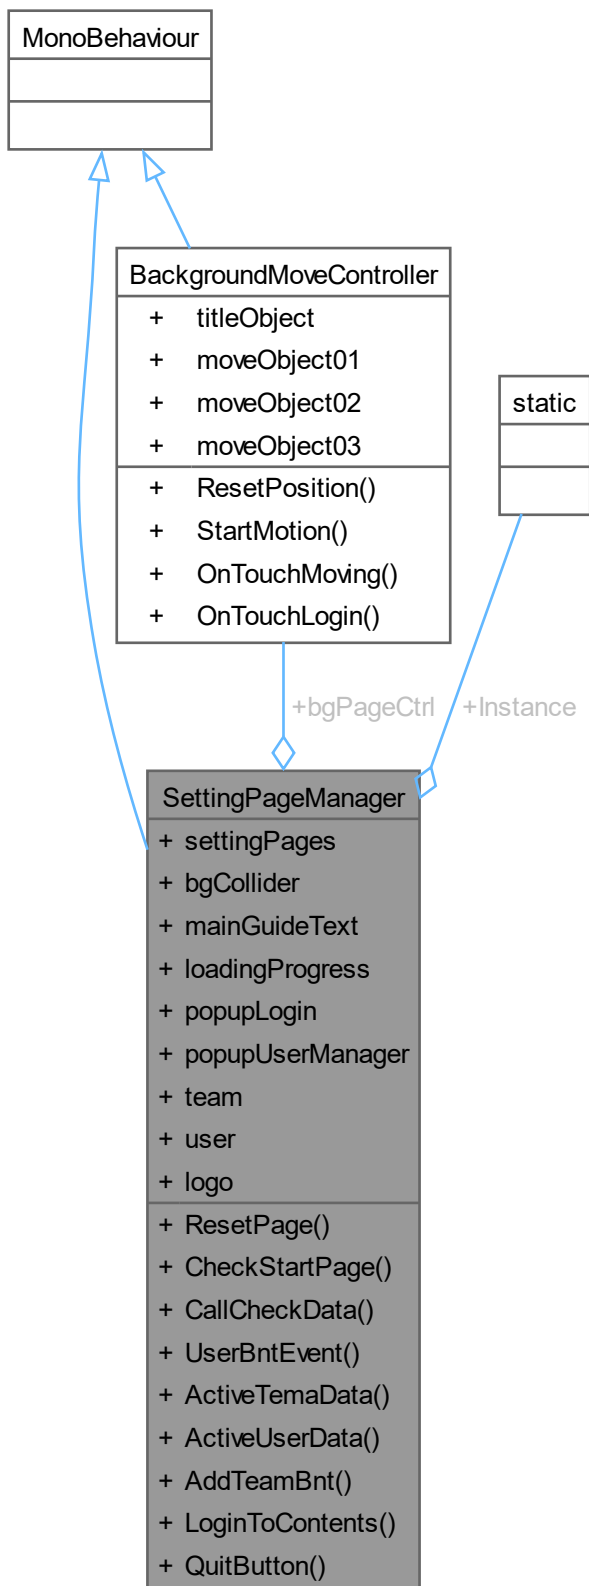 MonoBehaviour
BackgroundMoveController
+ titleObject
+ moveObject01
+ moveObject02
+ moveObject03
+ ResetPosition()
+ StartMotion()
+ OnTouchMoving()
+ OnTouchLogin()
static
+bgPageCtrl
+Instance
SettingPageManager
+ settingPages
+ bgCollider
+ mainGuideText
+ loadingProgress
+ popupLogin
+ popupUserManager
+ team
+ user
+ logo
+ ResetPage()
+ CheckStartPage()
+ CallCheckData()
+ UserBntEvent()
+ ActiveTemaData()
+ ActiveUserData()
+ AddTeamBnt()
+ LoginToContents()
+ QuitButton()